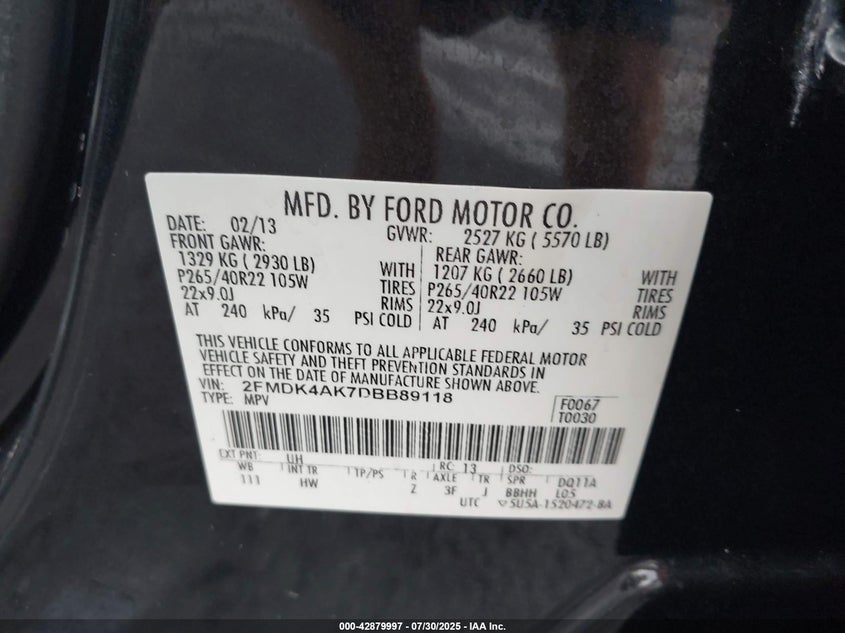 MFD. BY FORD MOTOR CO.
DATE: 02/13 GVWR: 2527 KG ( 5570 LB)
FRONT GAWR: REAR GAWR:
1329 KG ( 2930 LB) WITH 1207 KG ( 2660 LB) WITH
P265/40R22 105W TIRES P265/40R22 105W TIRES
22x9.0J RIMS 22x9.0J RIMS
AT 240 kPa/ 35 PSI COLD AT 240 kPa/ 35 PSI COLD
THIS VEHICLE CONFORMS TO ALL APPLICABLE FEDERAL MOTOR
VEHICLE SAFETY AND THEFT PREVENTION STANDARDS IN
EFFECT ON THE DATE OF MANUFACTURE SHOWN ABOVE.
VIN: 2FMDK4AK7DBB89118
TYPE: MPV
F0067
T0030
EXT PNT: UH RC: 13 DSO:
WB INT TR TP/PS R AXLE TR SPR DQ11A
111 HW Z 3F J BBHH L05
UTC 5U5A-1520472-BA
000-42879997 / 07/30/2025 - IAA Inc.